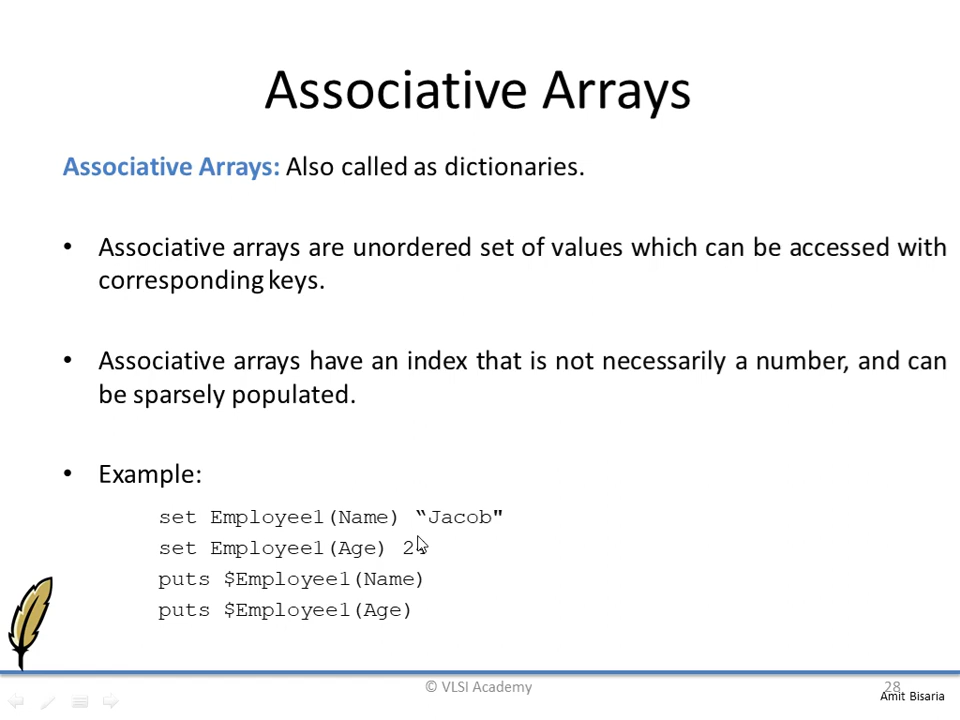 Associative Arrays
Associative Arrays: Also called as dictionaries.
• Associative arrays are unordered set of values which can be accessed with
corresponding keys.
• Associative arrays have an index that is not necessarily a number, and can
be sparsely populated.
• Example:
set Employee1(Name) “Jacob"
set Employee1(Age)
puts $Employee1(Name)
puts $Employee1(Age)
© VLSI Academy
28
Amit Bisaria